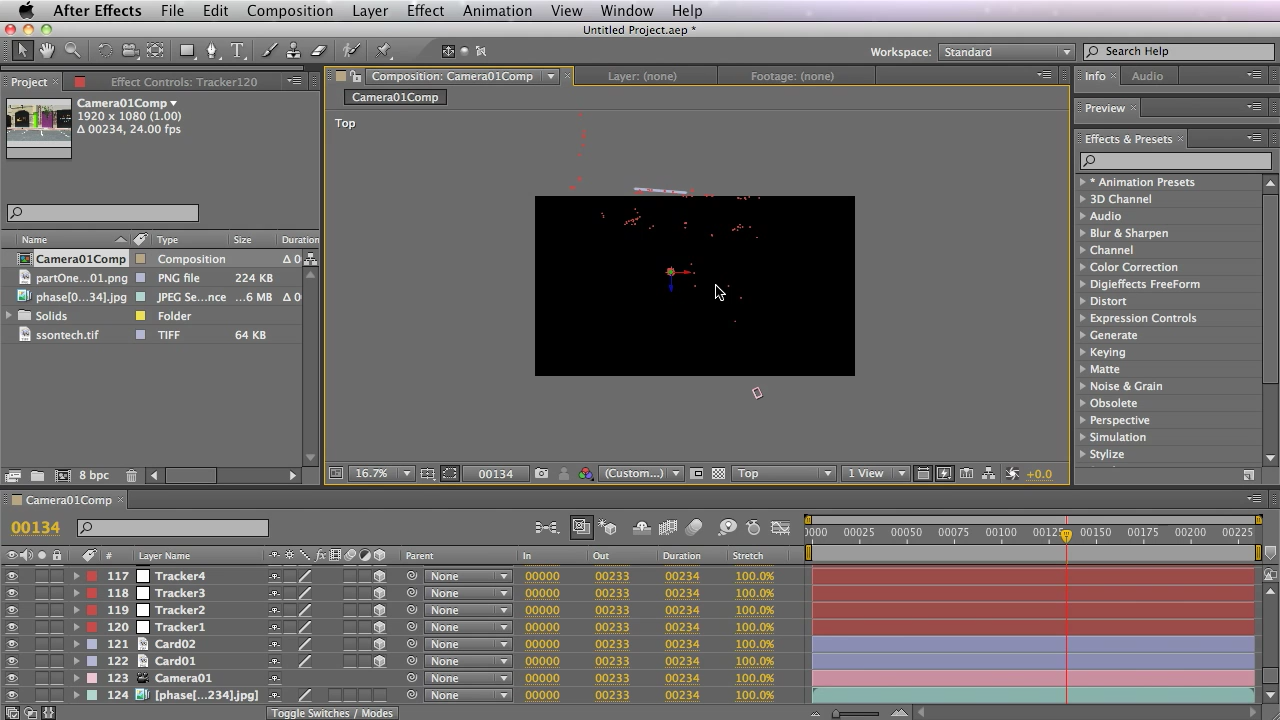 After Effects File Edit Composition Layer Effect Animation View Window Help
Untitled Project.aep *
Workspace: Standard Search Help
Project Effect Controls: Tracker120 Composition: Camera01Comp Layer: (none) Footage: (none) Info Audio
Camera01Comp
Camera01Comp
1920 x 1080 (1.00)
Δ 00234, 24.00 fps
Top
Preview
Effects & Presets
* Animation Presets
3D Channel
Audio
Blur & Sharpen
Channel
Color Correction
Digieffects FreeForm
Distort
Expression Controls
Generate
Keying
Matte
Noise & Grain
Obsolete
Perspective
Simulation
Stylize
Name Type Size Duration
Camera01Comp Composition Δ 0
partOne...01.png PNG file 224 KB
phase[0...34].jpg JPEG Se...nce ...6 MB Δ 0
Solids Folder
ssontech.tif TIFF 64 KB
8 bpc
16.7% 00134 (Custom...) Top 1 View +0.0
Camera01Comp
00134
0000 00025 00050 00075 00100 00125 00150 00175 00200 00225
# Layer Name Parent In Out Duration Stretch
117 Tracker4 None 00000 00233 00234 100.0%
118 Tracker3 None 00000 00233 00234 100.0%
119 Tracker2 None 00000 00233 00234 100.0%
120 Tracker1 None 00000 00233 00234 100.0%
121 Card02 None 00000 00233 00234 100.0%
122 Card01 None 00000 00233 00234 100.0%
123 Camera01 None 00000 00233 00234 100.0%
124 [phase[...234].jpg] None 00000 00233 00234 100.0%
Toggle Switches / Modes